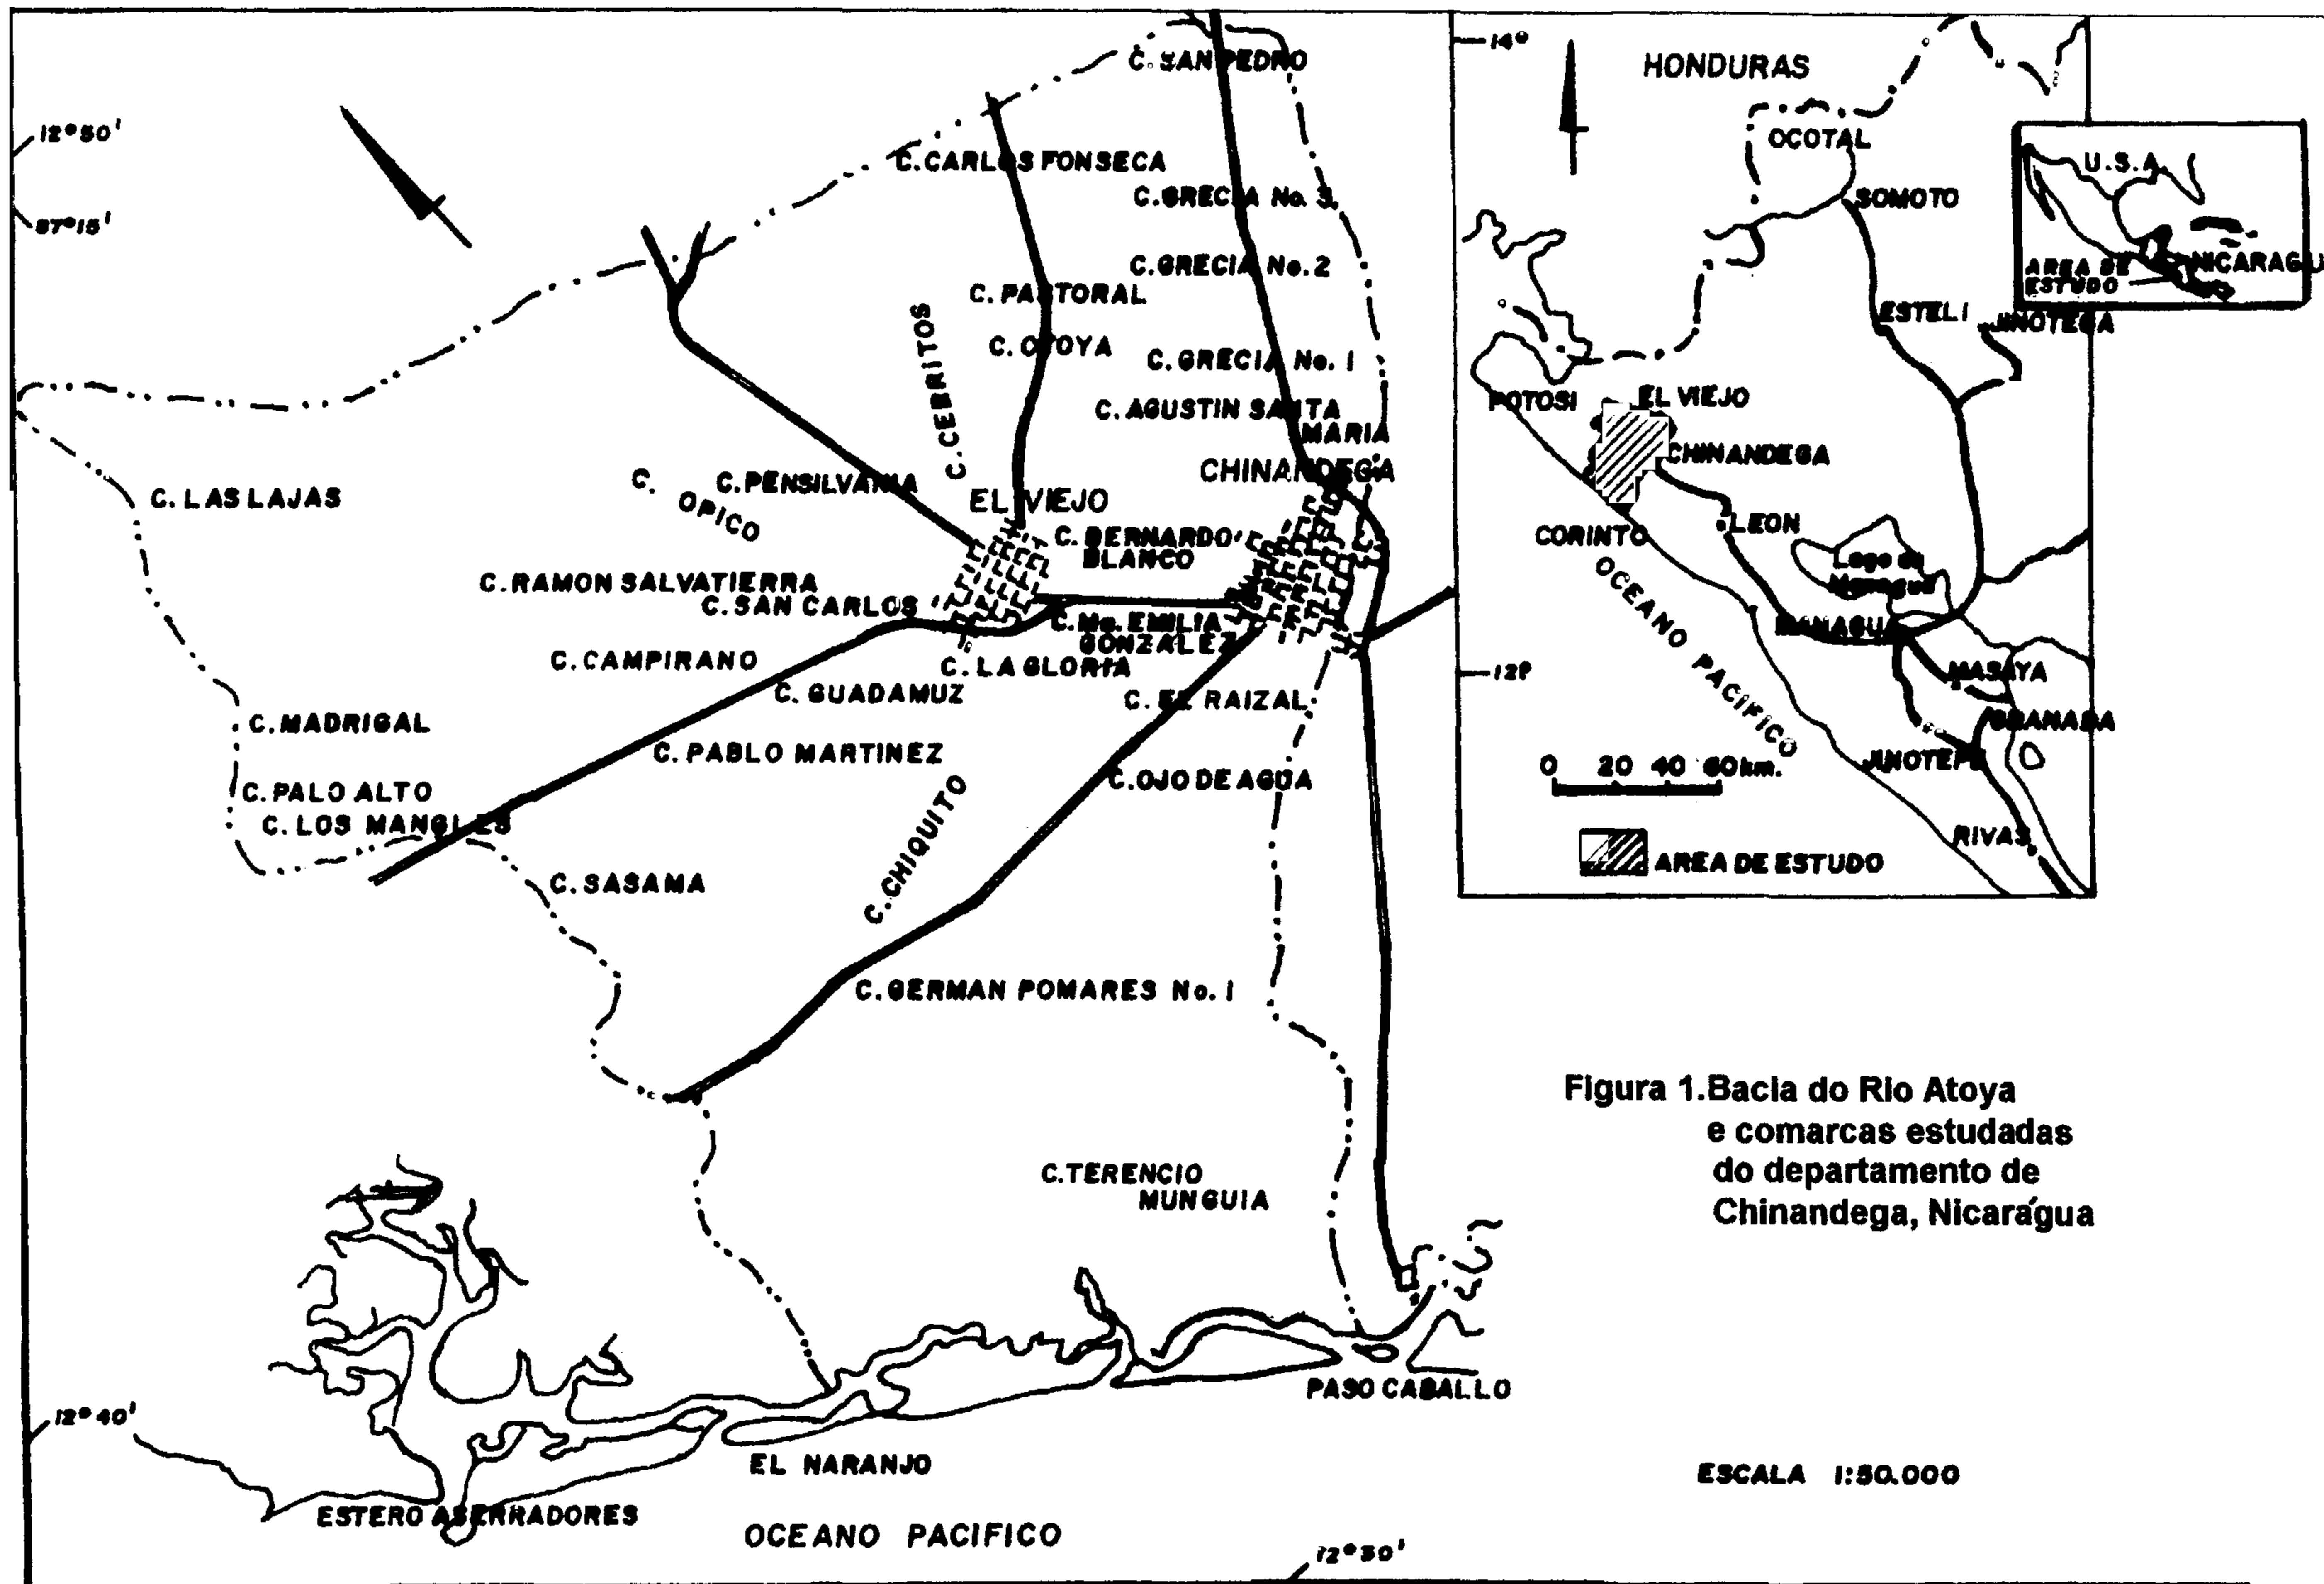 C. SAN PEDRO
12°50'
C. CARLOS FONSECA
87°15'
C. GRECIA No. 3
C. GRECIA No. 2
C. PASTORAL
C. CERRITOS
C. OTOYA
C. GRECIA No. 1
C. AGUSTIN SANTA
MARIA
CHINANDEGA
C. LAS LAJAS
C. OPICO
C. PENSILVANIA
EL VIEJO
C. BERNARDO
BLANCO
C. RAMON SALVATIERRA
C. SAN CARLOS
C. Ma. EMILIA
GONZALEZ
C. CAMPIRANO
C. LA GLORIA
C. GUADAMUZ
C. EL RAIZAL
C. MADRIGAL
C. PABLO MARTINEZ
C. OJO DE AGUA
C. PALO ALTO
C. LOS MANGLES
C. CHIQUITO
C. SASAMA
C. GERMAN POMARES No. 1
C. TERENCIO
MUNGUIA
PASO CABALLO
12°40'
EL NARANJO
ESTERO ASERRADORES
OCEANO PACIFICO
12°30'
14°
HONDURAS
OCOTAL
SOMOTO
U.S.A.
NICARAGU
AREA DE
ESTUDO
ESTELI
JINOTEGA
POTOSI
EL VIEJO
CHINANDEGA
LEON
CORINTO
Lago de
Managua
OCEANO PACIFICO
MANAGUA
12°
MASAYA
GRANADA
JINOTEPE
0 20 40 60km.
RIVAS
AREA DE ESTUDO
Figura 1.Bacia do Rio Atoya
e comarcas estudadas
do departamento de
Chinandega, Nicarágua
ESCALA 1:50.000